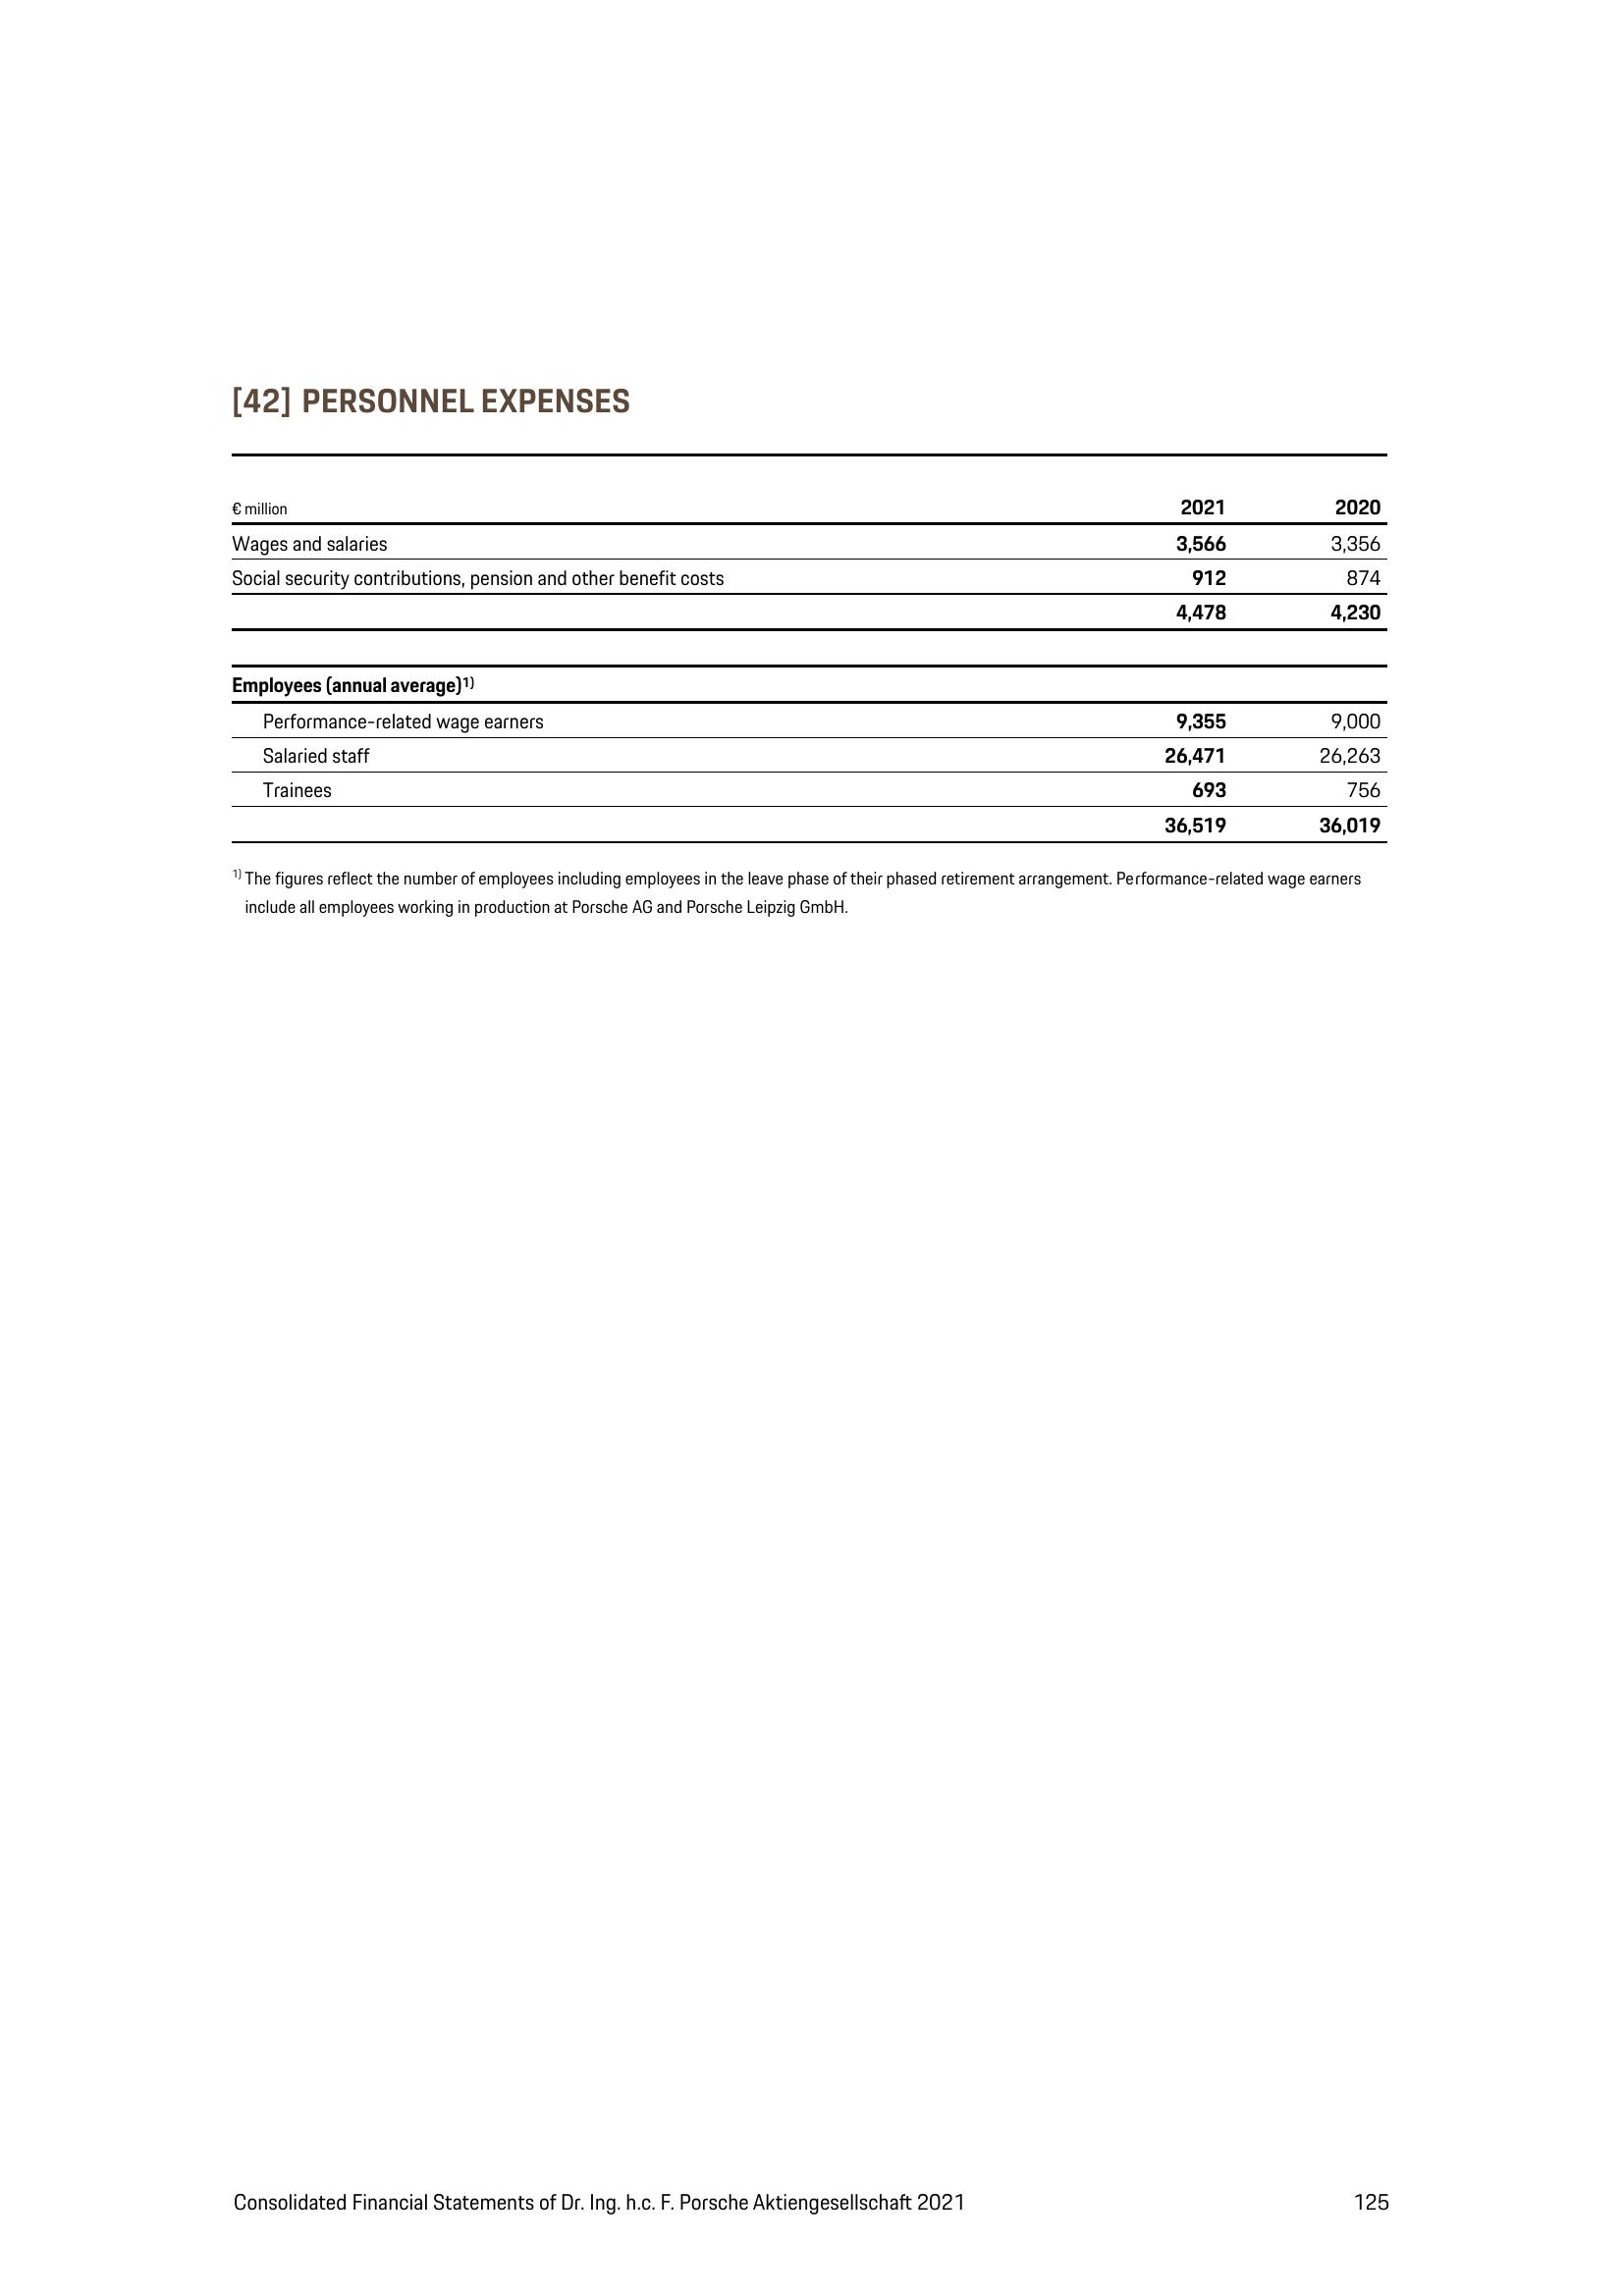 [42] PERSONNEL EXPENSES
€ million 2021 2020
Wages and salaries 3,566 3,356
Social security contributions, pension and other benefit costs 912 874
4,478 4,230
Employees (annual average)1)
Performance-related wage earners 9,355 9,000
Salaried staff 26,471 26,263
Trainees 693 756
36,519 36,019
1) The figures reflect the number of employees including employees in the leave phase of their phased retirement arrangement. Performance-related wage earners
include all employees working in production at Porsche AG and Porsche Leipzig GmbH.
Consolidated Financial Statements of Dr. Ing. h.c. F. Porsche Aktiengesellschaft 2021 125